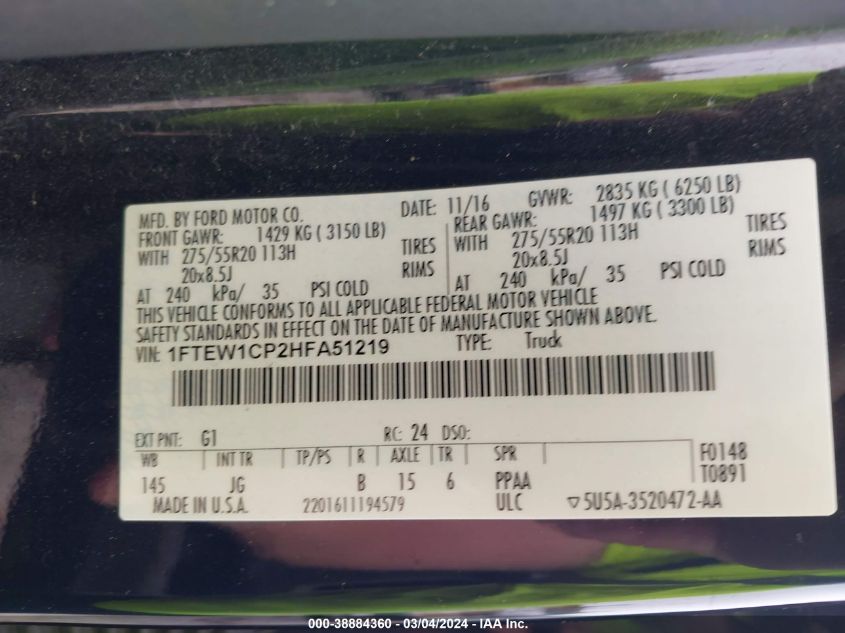 MFD. BY FORD MOTOR CO. DATE: 11/16 GVWR: 2835 KG ( 6250 LB)
FRONT GAWR: 1429 KG ( 3150 LB) REAR GAWR: 1497 KG ( 3300 LB)
WITH 275/55R20 113H TIRES WITH 275/55R20 113H TIRES
20x8.5J RIMS 20x8.5J RIMS
AT 240 kPa/ 35 PSI COLD AT 240 kPa/ 35 PSI COLD
THIS VEHICLE CONFORMS TO ALL APPLICABLE FEDERAL MOTOR VEHICLE
SAFETY STANDARDS IN EFFECT ON THE DATE OF MANUFACTURE SHOWN ABOVE.
VIN: 1FTEW1CP2HFA51219 TYPE: Truck
EXT PNT: G1 RC: 24 DSO:
WB INT TR TP/PS R AXLE TR SPR F0148
145 JG B 15 6 PPAA T0891
MADE IN U.S.A. 2201611194579 ULC ▽5U5A-3520472-AA
000-38884360 - 03/04/2024 - IAA Inc.